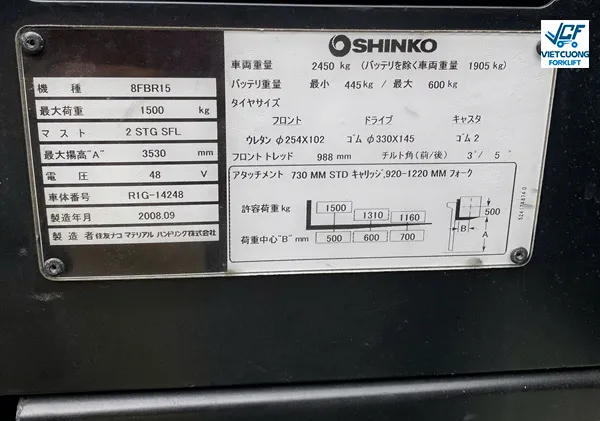 VCF
VIETCUONG
FORKLIFT
SHINKO
機種 8FBR15
最大荷重 1500 kg
マスト 2 STG SFL
最大揚高"A" 3530 mm
電圧 48 V
車体番号 R1G-14248
製造年月 2008.09
製造者 住友ナコ マテリアル ハンドリング株式会社
車両重量 2450 kg (バッテリを除く車両重量 1905 kg)
バッテリ重量 最小 445kg / 最大 600kg
タイヤサイズ
フロント ドライブ キャスタ
ウレタン φ254X102 ゴム φ330X145 ゴム 2
フロント トレッド 988 mm チルト角(前/後) 3°/ 5°
アタッチメント 730 MM STD キャリッジ,920-1220 MM フォーク
許容荷重 kg 1500 1310 1160
荷重中心"B" mm 500 600 700
500
B
A